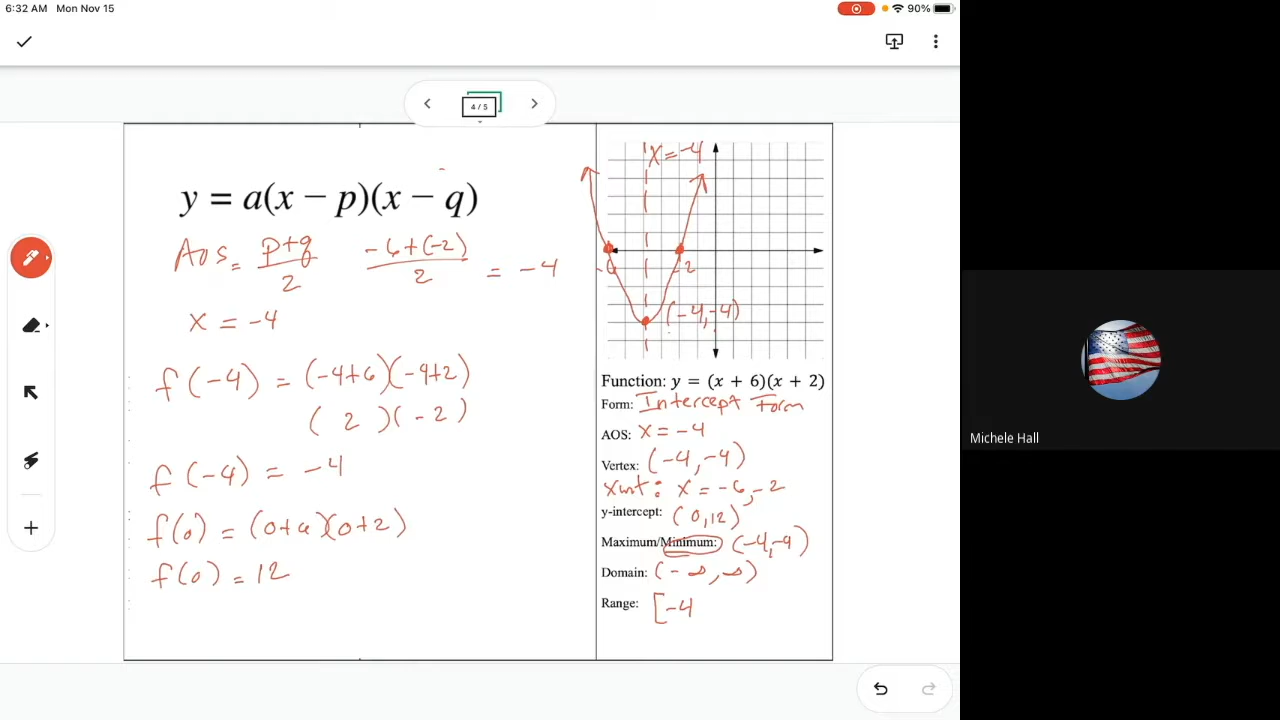 6:32 AM Mon Nov 15
90%
4 / 5
y = a(x − p)(x − q)
AOS = p+q/2 -6+(-2)/2 = -4
x = -4
f(-4) = (-4+6)(-4+2)
(2)(-2)
f(-4) = -4
f(0) = (0+6)(0+2)
f(0) = 12
x = -4
-6
-2
(-4,-4)
Function: y = (x + 6)(x + 2)
Form: Intercept Form
AOS: x = -4
Vertex: (-4,-4)
xint: x = -6,-2
y-intercept: (0,12)
Maximum/Minimum: (-4,-4)
Domain: (-∞,∞)
Range: [-4
Michele Hall